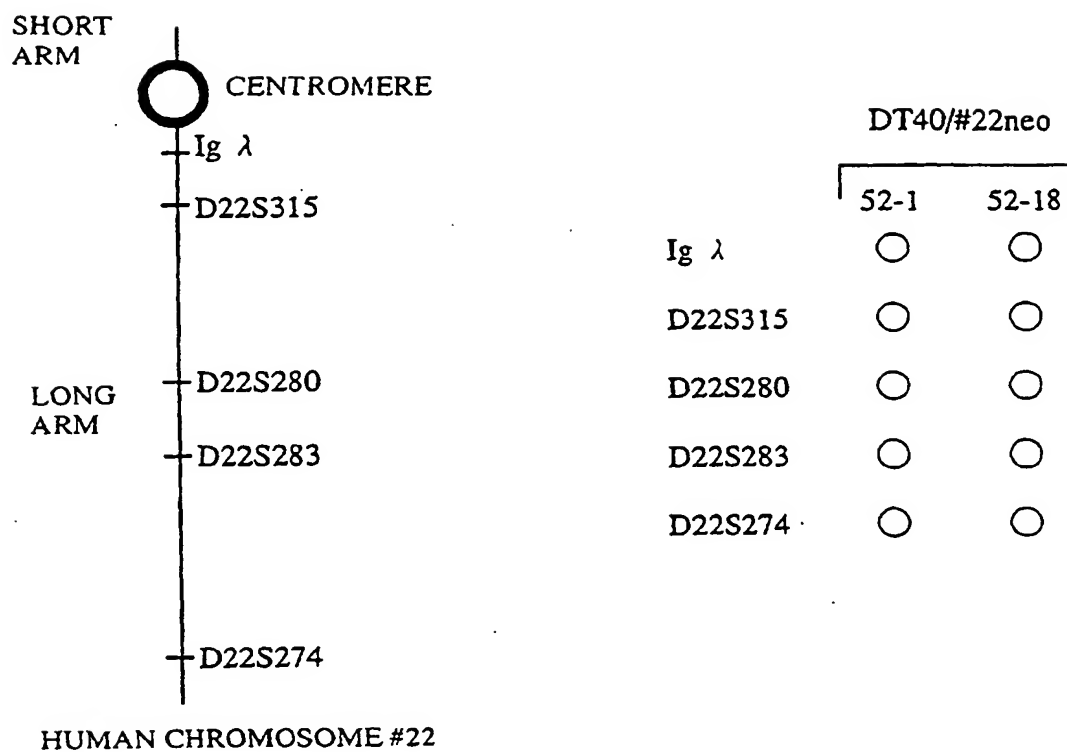 SHORT
ARM
CENTROMERE
Ig λ
D22S315
D22S280
LONG
ARM
D22S283
D22S274
HUMAN CHROMOSOME #22
DT40/#22neo
52-1 52-18
Ig λ
D22S315
D22S280
D22S283
D22S274